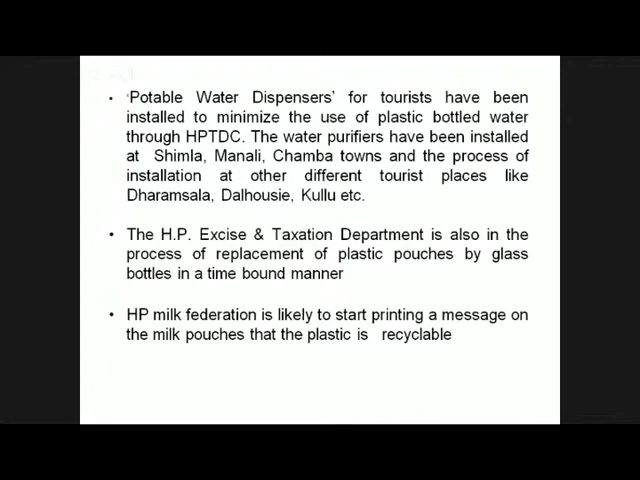 • 'Potable Water Dispensers' for tourists have been
installed to minimize the use of plastic bottled water
through HPTDC. The water purifiers have been installed
at Shimla, Manali, Chamba towns and the process of
installation at other different tourist places like
Dharamsala, Dalhousie, Kullu etc.
• The H.P. Excise & Taxation Department is also in the
process of replacement of plastic pouches by glass
bottles in a time bound manner
• HP milk federation is likely to start printing a message on
the milk pouches that the plastic is recyclable